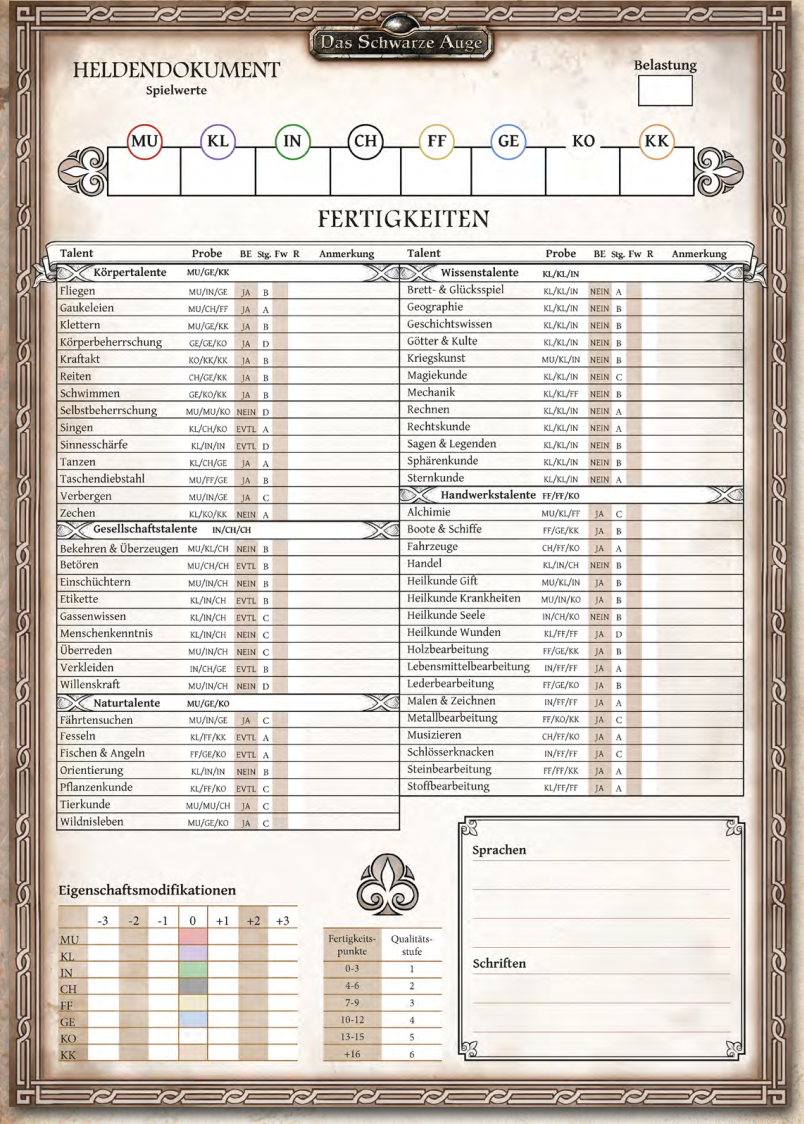 Das Schwarze Auge
HELDENDOKUMENT
Spielwerte
Belastung
MU KL IN CH FF GE KO KK
FERTIGKEITEN
Talent Probe BE Stg. Fw R Anmerkung
Körpertalente MU/GE/KK
Fliegen MU/IN/GE JA B
Gaukeleien MU/CH/FF JA A
Klettern MU/GE/KK JA B
Körperbeherrschung GE/GE/KO JA D
Kraftakt KO/KK/KK JA B
Reiten CH/GE/KK JA B
Schwimmen GE/KO/KK JA B
Selbstbeherrschung MU/MU/KO NEIN D
Singen KL/CH/KO EVTL A
Sinnesschärfe KL/IN/IN EVTL D
Tanzen KL/CH/GE JA A
Taschendiebstahl MU/FF/GE JA B
Verbergen MU/IN/GE JA C
Zechen KL/KO/KK NEIN A
Gesellschaftstalente IN/CH/CH
Bekehren & Überzeugen MU/KL/CH NEIN B
Betören MU/CH/CH EVTL B
Einschüchtern MU/IN/CH NEIN B
Etikette KL/IN/CH EVTL B
Gassenwissen KL/IN/CH EVTL C
Menschenkenntnis KL/IN/CH NEIN C
Überreden MU/IN/CH NEIN C
Verkleiden IN/CH/GE EVTL B
Willenskraft MU/IN/CH NEIN D
Naturtalente MU/GE/KO
Fährtensuchen MU/IN/GE JA C
Fesseln KL/FF/KK EVTL A
Fischen & Angeln FF/GE/KO EVTL A
Orientierung KL/IN/IN NEIN B
Pflanzenkunde KL/FF/KO EVTL C
Tierkunde MU/MU/CH JA C
Wildnisleben MU/GE/KO JA C
Talent Probe BE Stg. Fw R Anmerkung
Wissenstalente KL/KL/IN
Brett- & Glücksspiel KL/KL/IN NEIN A
Geographie KL/KL/IN NEIN B
Geschichtswissen KL/KL/IN NEIN B
Götter & Kulte KL/KL/IN NEIN B
Kriegskunst MU/KL/IN NEIN B
Magiekunde KL/KL/IN NEIN C
Mechanik KL/KL/FF NEIN B
Rechnen KL/KL/IN NEIN A
Rechtskunde KL/KL/IN NEIN A
Sagen & Legenden KL/KL/IN NEIN B
Sphärenkunde KL/KL/IN NEIN B
Sternkunde KL/KL/IN NEIN A
Handwerkstalente FF/FF/KO
Alchimie MU/KL/FF JA C
Boote & Schiffe FF/GE/KK JA B
Fahrzeuge CH/FF/KO JA A
Handel KL/IN/CH NEIN B
Heilkunde Gift MU/KL/IN JA B
Heilkunde Krankheiten MU/IN/KO JA B
Heilkunde Seele IN/CH/KO NEIN B
Heilkunde Wunden KL/FF/FF JA D
Holzbearbeitung FF/GE/KK JA B
Lebensmittelbearbeitung IN/FF/FF JA A
Lederbearbeitung FF/GE/KO JA B
Malen & Zeichnen IN/FF/FF JA A
Metallbearbeitung FF/KO/KK JA C
Musizieren CH/FF/KO JA A
Schlösserknacken IN/FF/FF JA C
Steinbearbeitung FF/FF/KK JA A
Stoffbearbeitung KL/FF/FF JA A
Eigenschaftsmodifikationen
-3 -2 -1 0 +1 +2 +3
MU
KL
IN
CH
FF
GE
KO
KK
Fertigkeits- Qualitäts-
punkte stufe
0-3 1
4-6 2
7-9 3
10-12 4
13-15 5
+16 6
Sprachen
Schriften